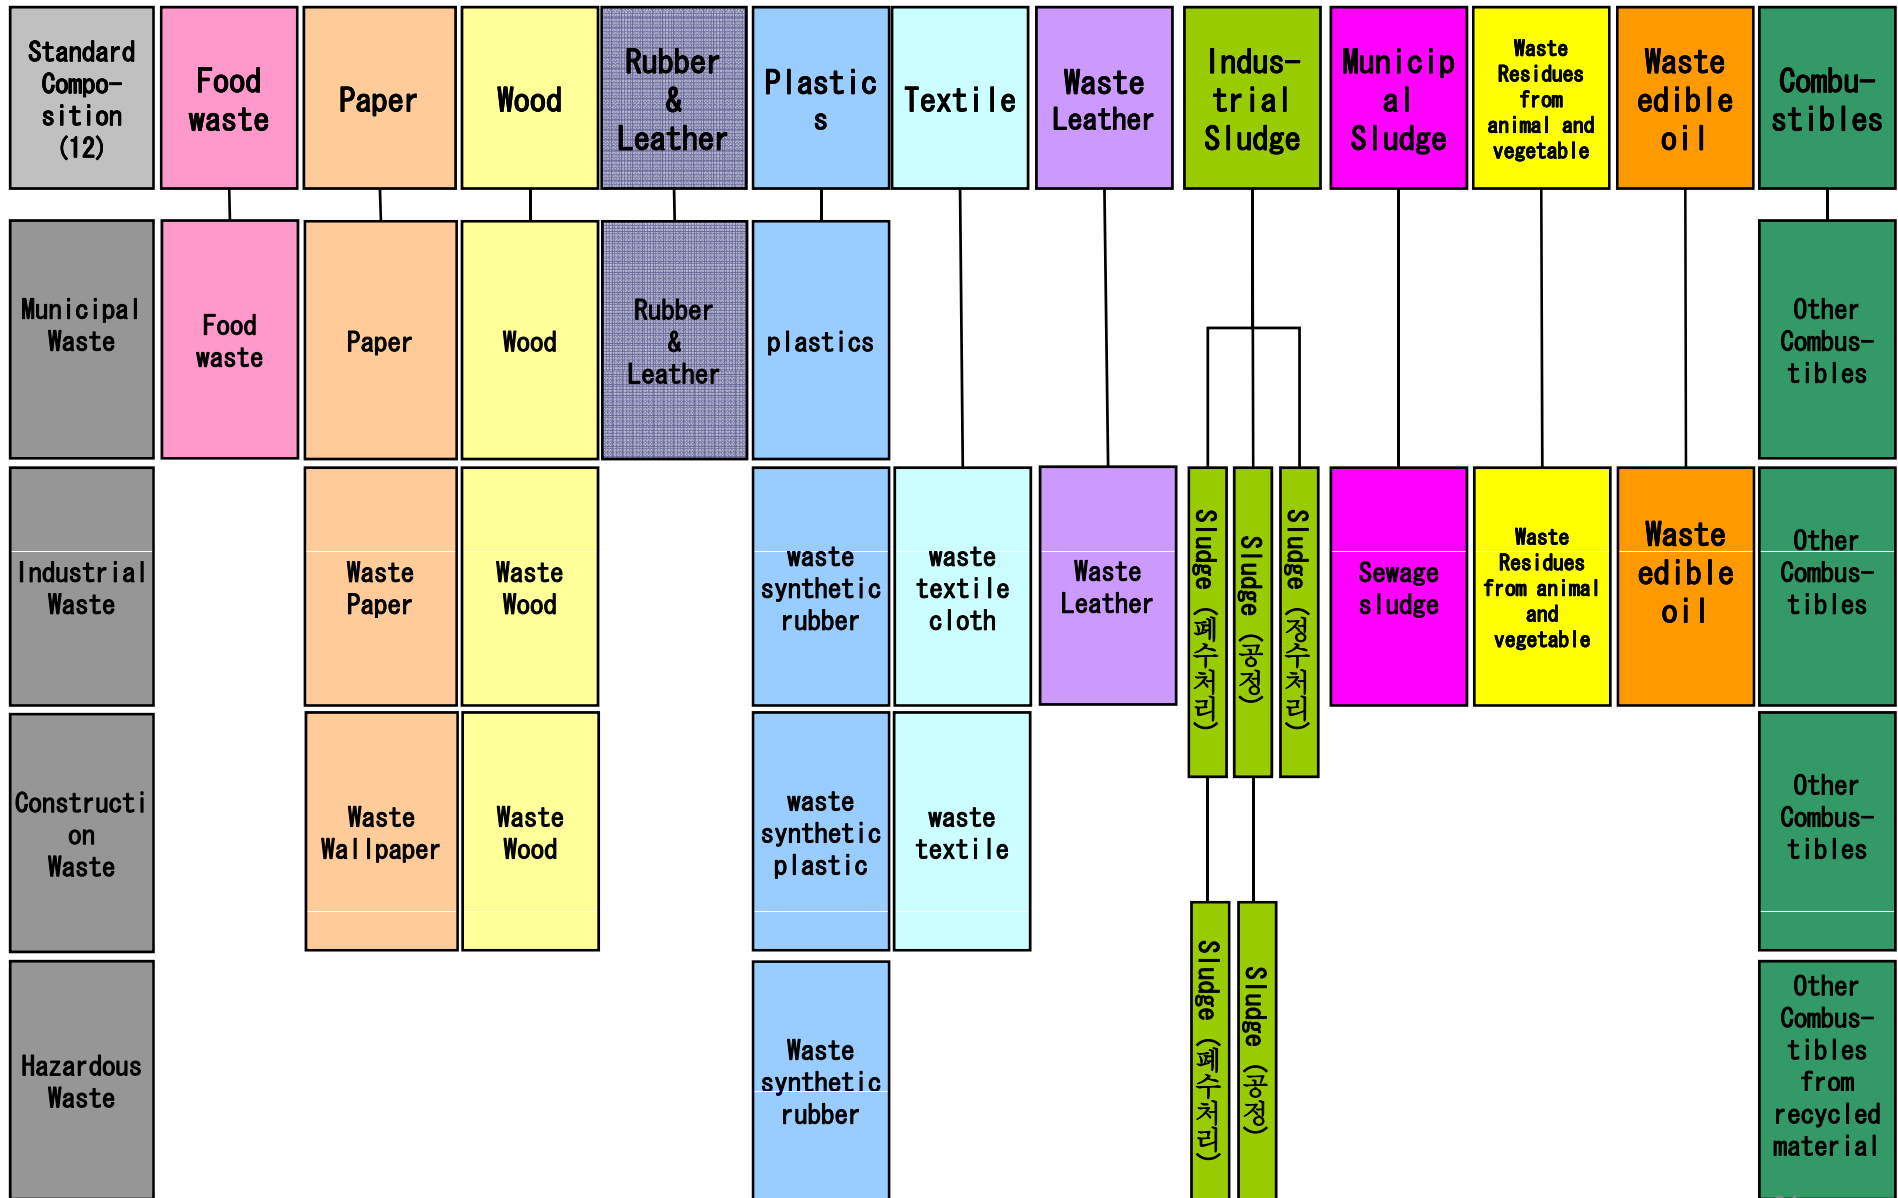 Standard
Compo-
sition
(12)
Food
waste
Paper
Wood
Rubber
&
Leather
Plastic
s
Textile
Waste
Leather
Indus-
trial
Sludge
Municip
al
Sludge
Waste
Residues
from
animal and
vegetable
Waste
edible
oil
Combu-
stibles
Municipal
Waste
Food
waste
Paper
Wood
Rubber
&
Leather
plastics
Other
Combus-
tibles
Industrial
Waste
Waste
Paper
Waste
Wood
waste
synthetic
rubber
waste
textile
cloth
Waste
Leather
Sludge (폐수처리)
Sludge (공정)
Sludge (정수처리)
Sewage
sludge
Waste
Residues
from animal
and
vegetable
Waste
edible
oil
Other
Combus-
tibles
Constructi
on
Waste
Waste
Wallpaper
Waste
Wood
waste
synthetic
plastic
waste
textile
Other
Combus-
tibles
Hazardous
Waste
Waste
synthetic
rubber
Sludge (폐수처리)
Sludge (공정)
Other
Combus-
tibles
from
recycled
material